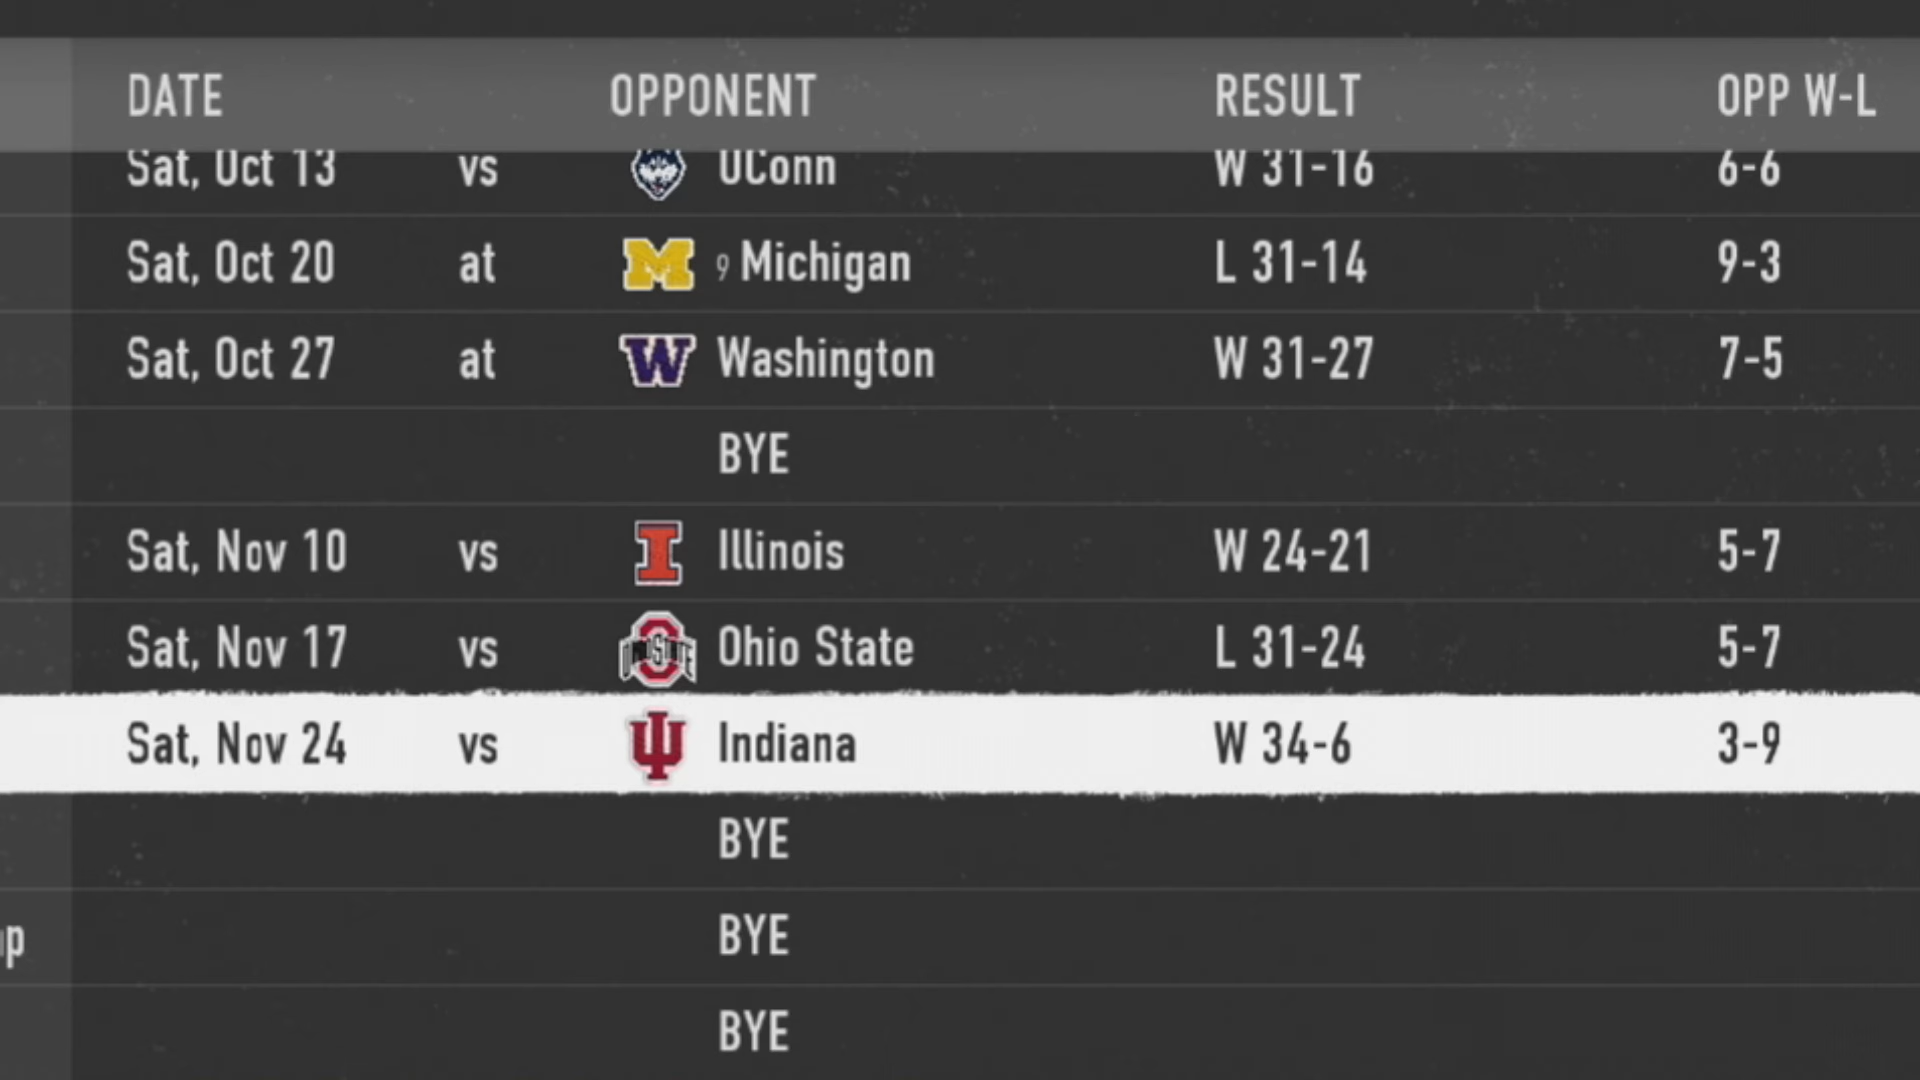 DATE OPPONENT RESULT OPP W-L
Sat, Oct 13 vs UConn W 31-16 6-6
Sat, Oct 20 at 9 Michigan L 31-14 9-3
Sat, Oct 27 at Washington W 31-27 7-5
BYE
Sat, Nov 10 vs Illinois W 24-21 5-7
Sat, Nov 17 vs Ohio State L 31-24 5-7
Sat, Nov 24 vs Indiana W 34-6 3-9
BYE
BYE
BYE